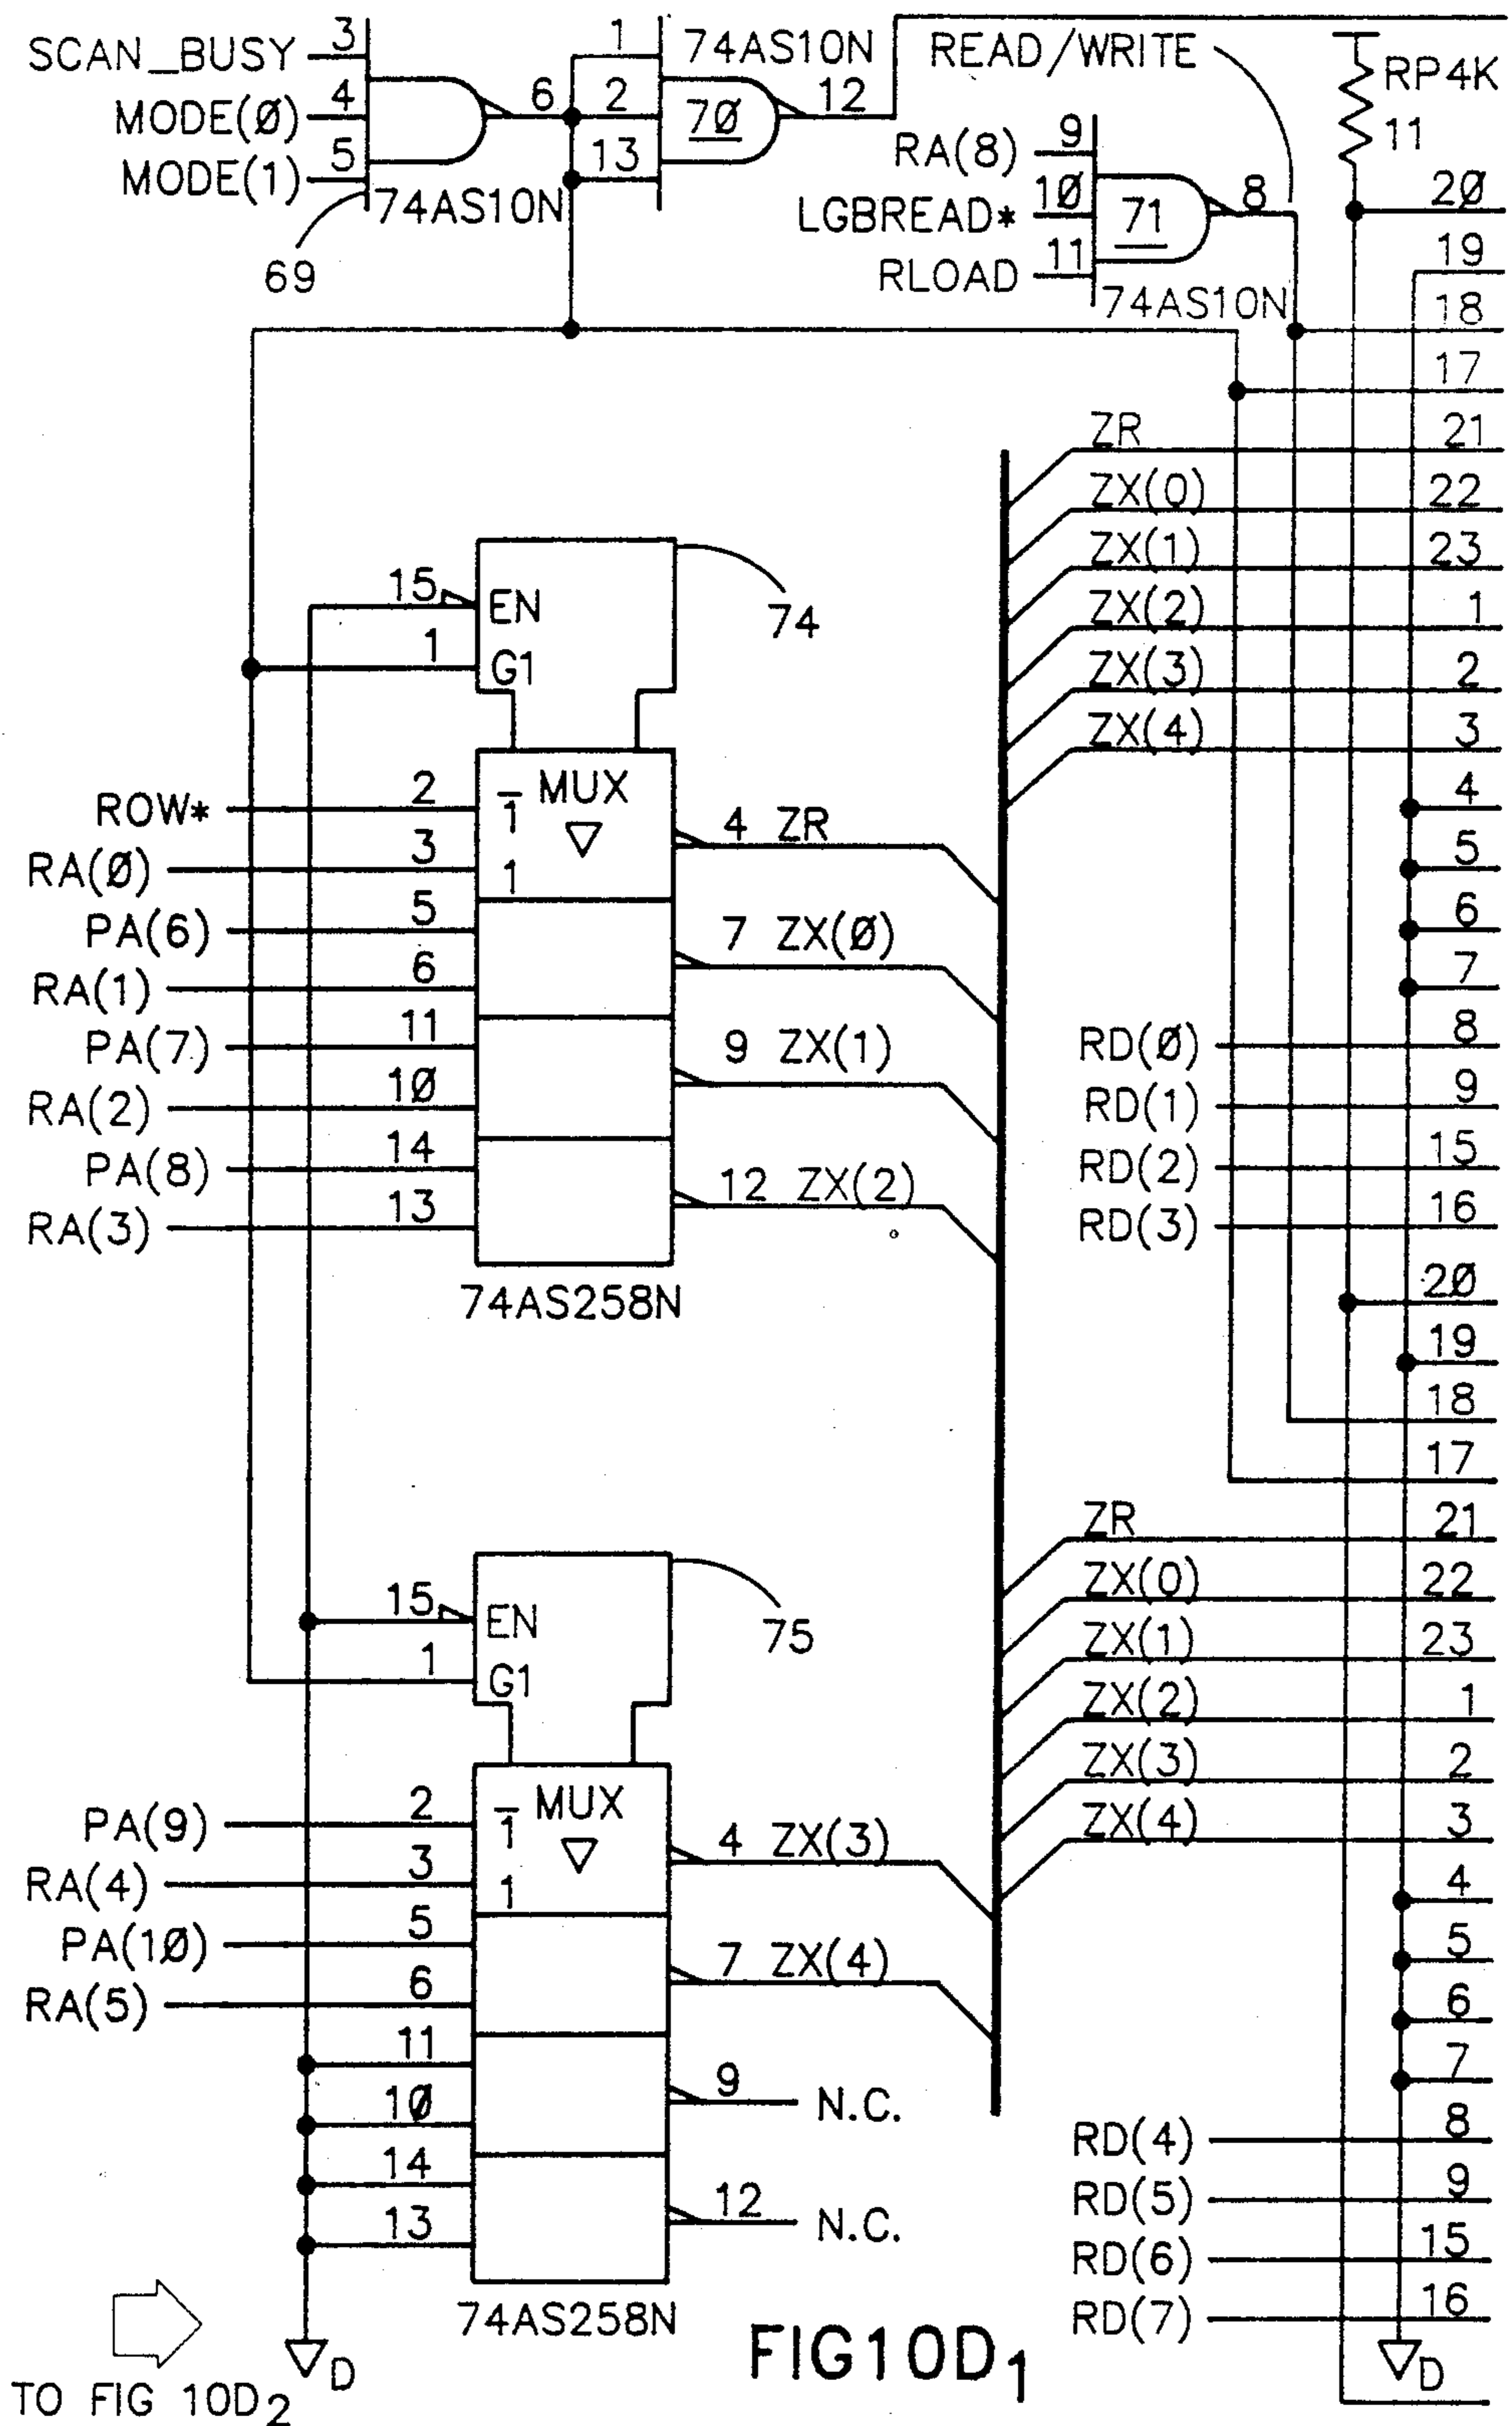 SCAN_BUSY 3
MODE(Ø) 4
MODE(1) 5
6
74AS10N
69
1
2
13
74AS10N
7Ø
12
READ/WRITE
RA(8) 9
LGBREAD* 1Ø
RLOAD 11
71
8
74AS10N
RP4K
11
2Ø
19
18
17
ZR 21
ZX(0) 22
ZX(1) 23
ZX(2) 1
ZX(3) 2
ZX(4) 3
4
5
6
7
RD(Ø) 8
RD(1) 9
RD(2) 15
RD(3) 16
2Ø
19
18
17
ZR 21
ZX(0) 22
ZX(1) 23
ZX(2) 1
ZX(3) 2
ZX(4) 3
4
5
6
7
RD(4) 8
RD(5) 9
RD(6) 15
RD(7) 16
D
15 EN
1 G1
74
MUX
ROW* 2 1̅
RA(Ø) 3 1
4 ZR
PA(6) 5
RA(1) 6
7 ZX(Ø)
PA(7) 11
RA(2) 1Ø
9 ZX(1)
PA(8) 14
RA(3) 13
12 ZX(2)
74AS258N
15 EN
1 G1
75
MUX
PA(9) 2 1̅
RA(4) 3 1
4 ZX(3)
PA(1Ø) 5
RA(5) 6
7 ZX(4)
11
1Ø
9 N.C.
14
13
12 N.C.
74AS258N
D
TO FIG 10D2
FIG10D1